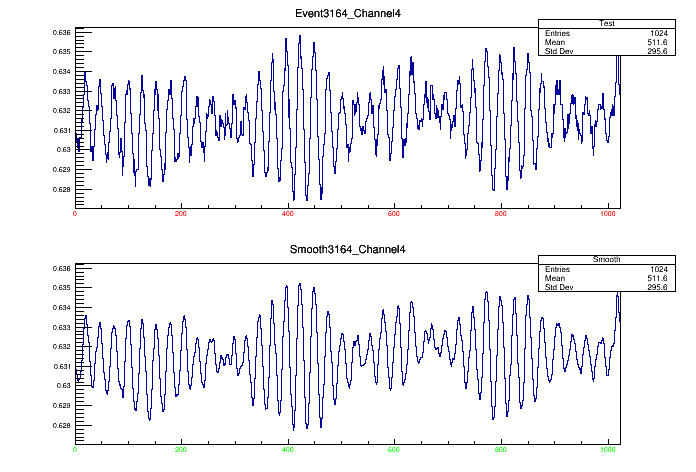 Event3164_Channel4
Test
Entries 1024
Mean 511.6
Std Dev 295.6
0.636
0.635
0.634
0.633
0.632
0.631
0.63
0.629
0.628
0 200 400 600 800 1000
Smooth3164_Channel4
Smooth
Entries 1024
Mean 511.6
Std Dev 295.6
0.636
0.635
0.634
0.633
0.632
0.631
0.63
0.629
0.628
0 200 400 600 800 1000